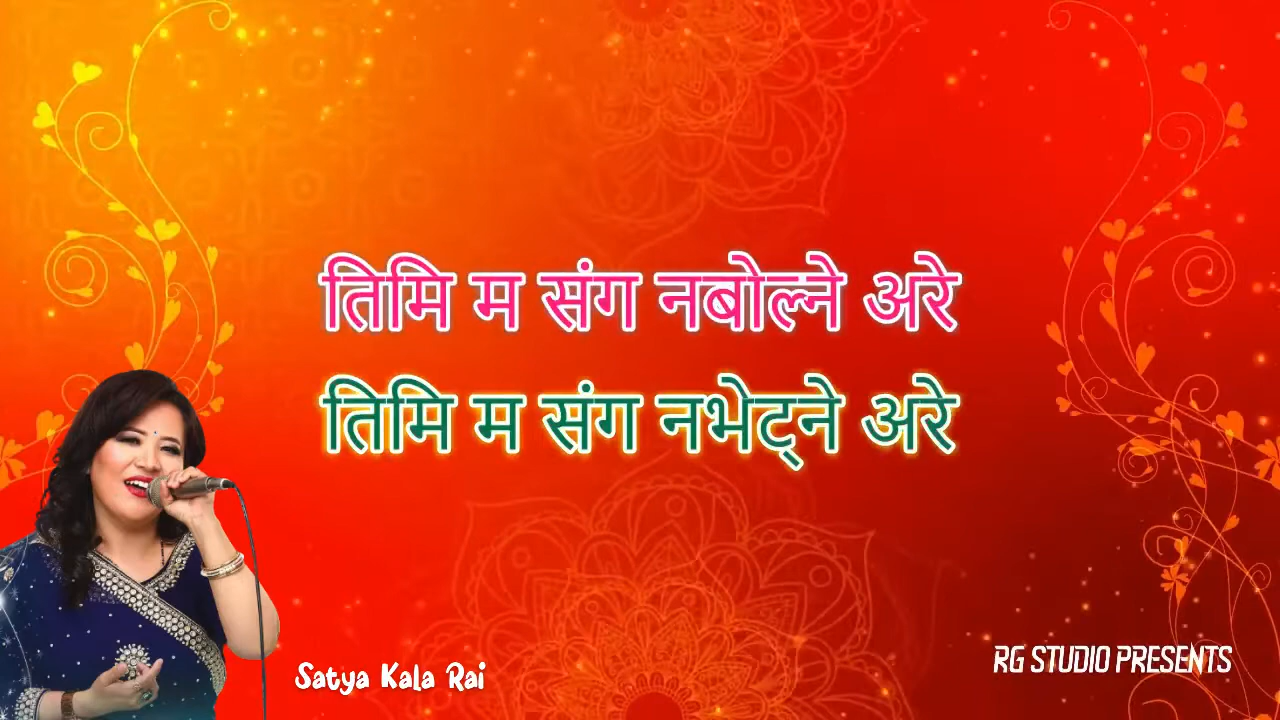 तिमि म संग नबोल्ने अरे
तिमि म संग नभेट्ने अरे
Satya Kala Rai
RG STUDIO PRESENTS